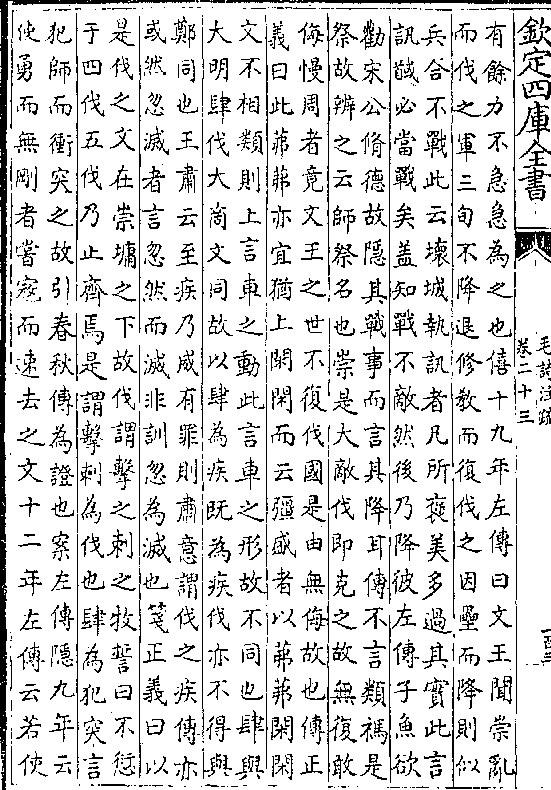 欽定四庫全書
毛詩注疏
卷二十三
有餘力不急急為之也僖十九年左傳曰文王聞崇亂
而伐之軍三旬不降退修教而復伐之因壘而降則似
兵合不戰此云壞城執訊者凡所褒美多過其實此言
訊馘必當戰矣蓋知戰不敵然後乃降彼左傳子魚欲
勸宋公脩德故隱其戰事而言其降耳傳不言類禡是
祭故辨之云師祭名也崇是大敵伐即克之故無復敢
侮慢周者竟文王之世不復伐國是由無侮故也傳正
義曰此茀茀亦宜猶上閑閑而云彊盛者以茀茀閑閑
文不相類則上言車之動此言車之形故不同也肆與
大明肆伐大商文同故以肆為疾既為疾伐亦不得與
鄭同也王肅云至疾乃威有罪則肅意謂伐之疾傳亦
或然忽滅者言忽然而滅非訓忽為滅也箋正義曰以
是伐之文在崇墉之下故伐謂擊之刺之牧誓曰不愆
于四伐五伐乃止齊焉是謂擊刺為伐也肆為犯突言
犯師而衝突之故引春秋傳為證也案左傳隱九年云
使勇而無剛者嘗寇而速去之文十二年左傳云若使